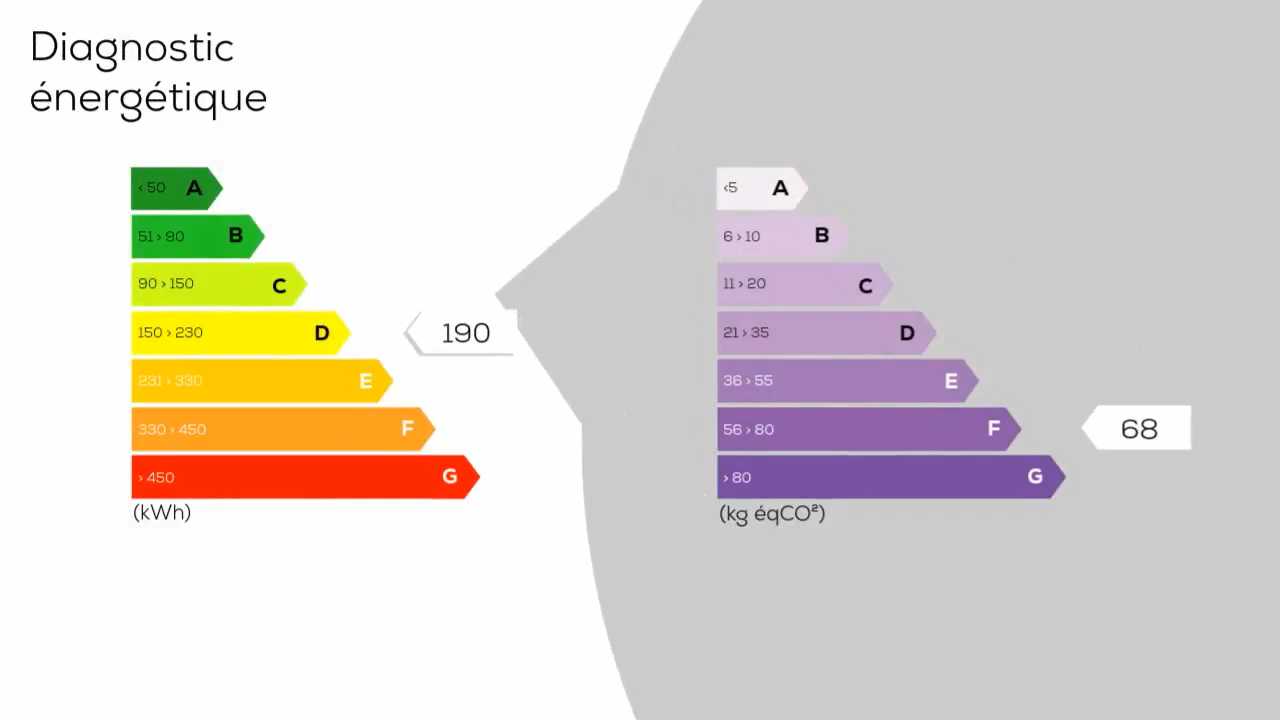 Diagnostic
énergétique
< 50 A
51 > 90 B
90 > 150 C
150 > 230 D
190
231 > 330 E
330 > 450 F
> 450 G
(kWh)
<5 A
6 > 10 B
11 > 20 C
21 > 35 D
36 > 55 E
56 > 80 F
68
> 80 G
(kg éqCO²)